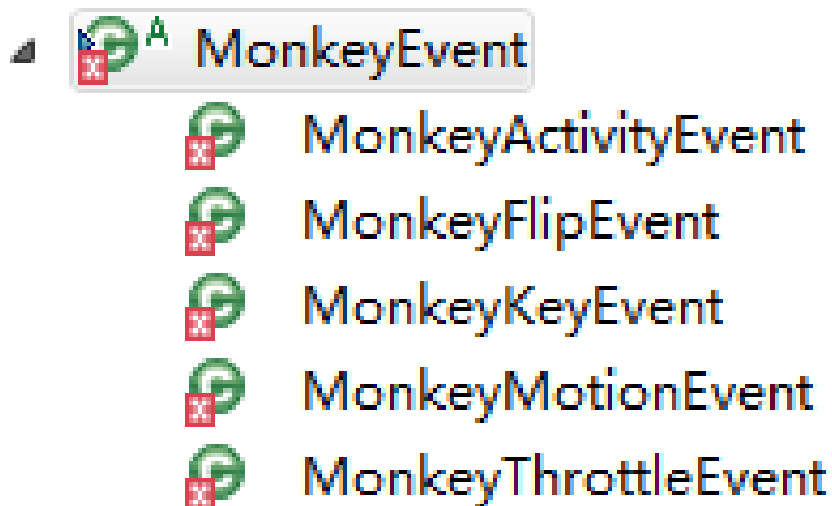 A MonkeyEvent
MonkeyActivityEvent
MonkeyFlipEvent
MonkeyKeyEvent
MonkeyMotionEvent
MonkeyThrottleEvent